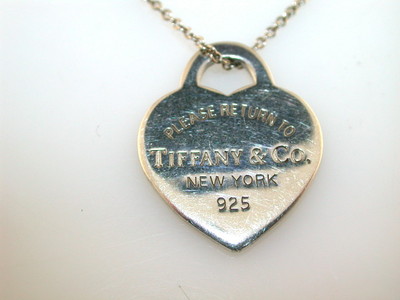 PLEASE RETURN TO
TIFFANY & CO.
NEW YORK
925